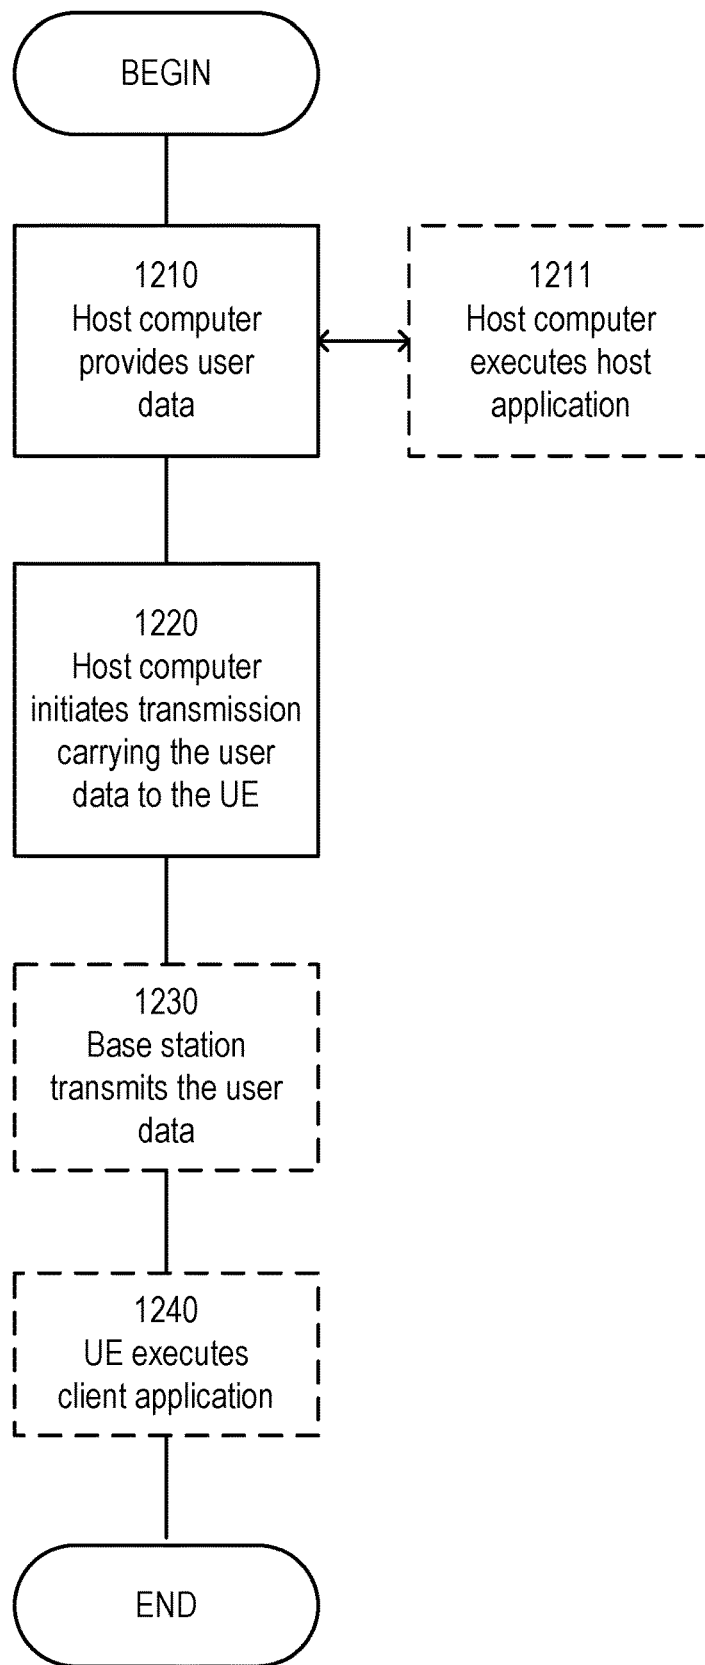 BEGIN
1210
Host computer
provides user
data
1211
Host computer
executes host
application
1220
Host computer
initiates transmission
carrying the user
data to the UE
1230
Base station
transmits the user
data
1240
UE executes
client application
END